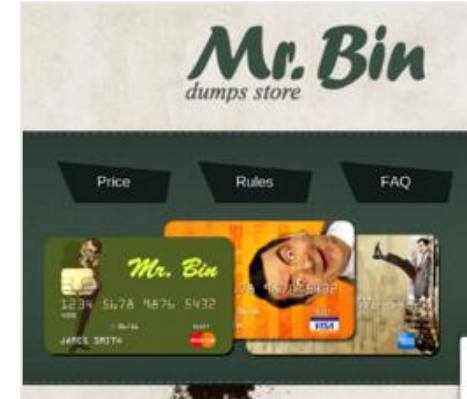 Mr. Bin
dumps store
Price
Rules
FAQ
Mr. Bin
1234 5678 9876 5432
JAMES SMITH
VISA